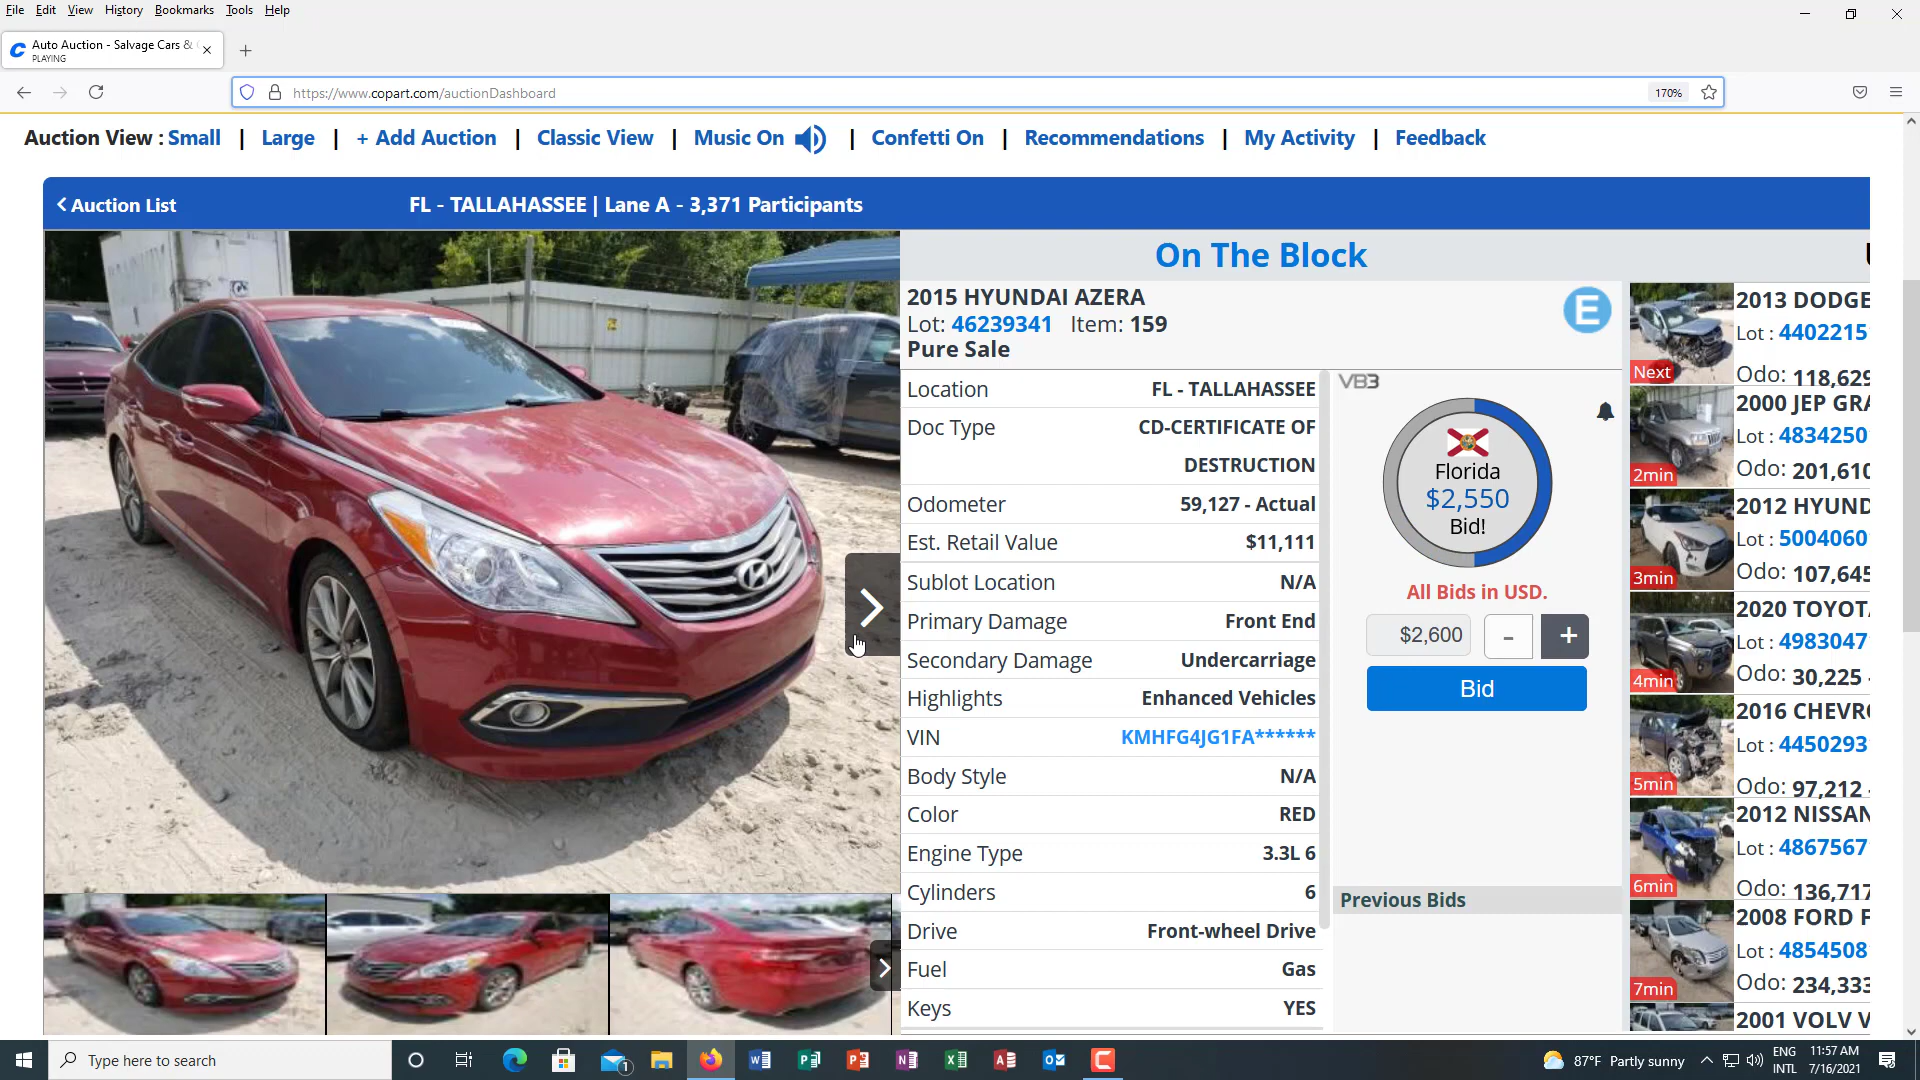 File Edit View History Bookmarks Tools Help
Auto Auction - Salvage Cars &
PLAYING
https://www.copart.com/auctionDashboard
170%
Auction View : Small | Large | + Add Auction | Classic View | Music On | Confetti On | Recommendations | My Activity | Feedback
Auction List
FL - TALLAHASSEE | Lane A - 3,371 Participants
On The Block
2015 HYUNDAI AZERA
Lot: 46239341 Item: 159
Pure Sale
E
Location FL - TALLAHASSEE
Doc Type CD-CERTIFICATE OF
DESTRUCTION
Odometer 59,127 - Actual
Est. Retail Value $11,111
Sublot Location N/A
Primary Damage Front End
Secondary Damage Undercarriage
Highlights Enhanced Vehicles
VIN KMHFG4JG1FA******
Body Style N/A
Color RED
Engine Type 3.3L 6
Cylinders 6
Drive Front-wheel Drive
Fuel Gas
Keys YES
VB3
Florida
$2,550
Bid!
All Bids in USD.
$2,600 - +
Bid
Previous Bids
2013 DODGE
Lot : 4402215
Odo: 118,629
Next
2000 JEP GRA
Lot : 4834250
Odo: 201,610
2min
2012 HYUND
Lot : 5004060
Odo: 107,645
3min
2020 TOYOT
Lot : 4983047
Odo: 30,225 -
4min
2016 CHEVR
Lot : 4450293
Odo: 97,212 -
5min
2012 NISSAN
Lot : 4867567
Odo: 136,717
6min
2008 FORD F
Lot : 4854508
Odo: 234,333
7min
2001 VOLV V
Type here to search
1
87°F Partly sunny
ENG
INTL
11:57 AM
7/16/2021